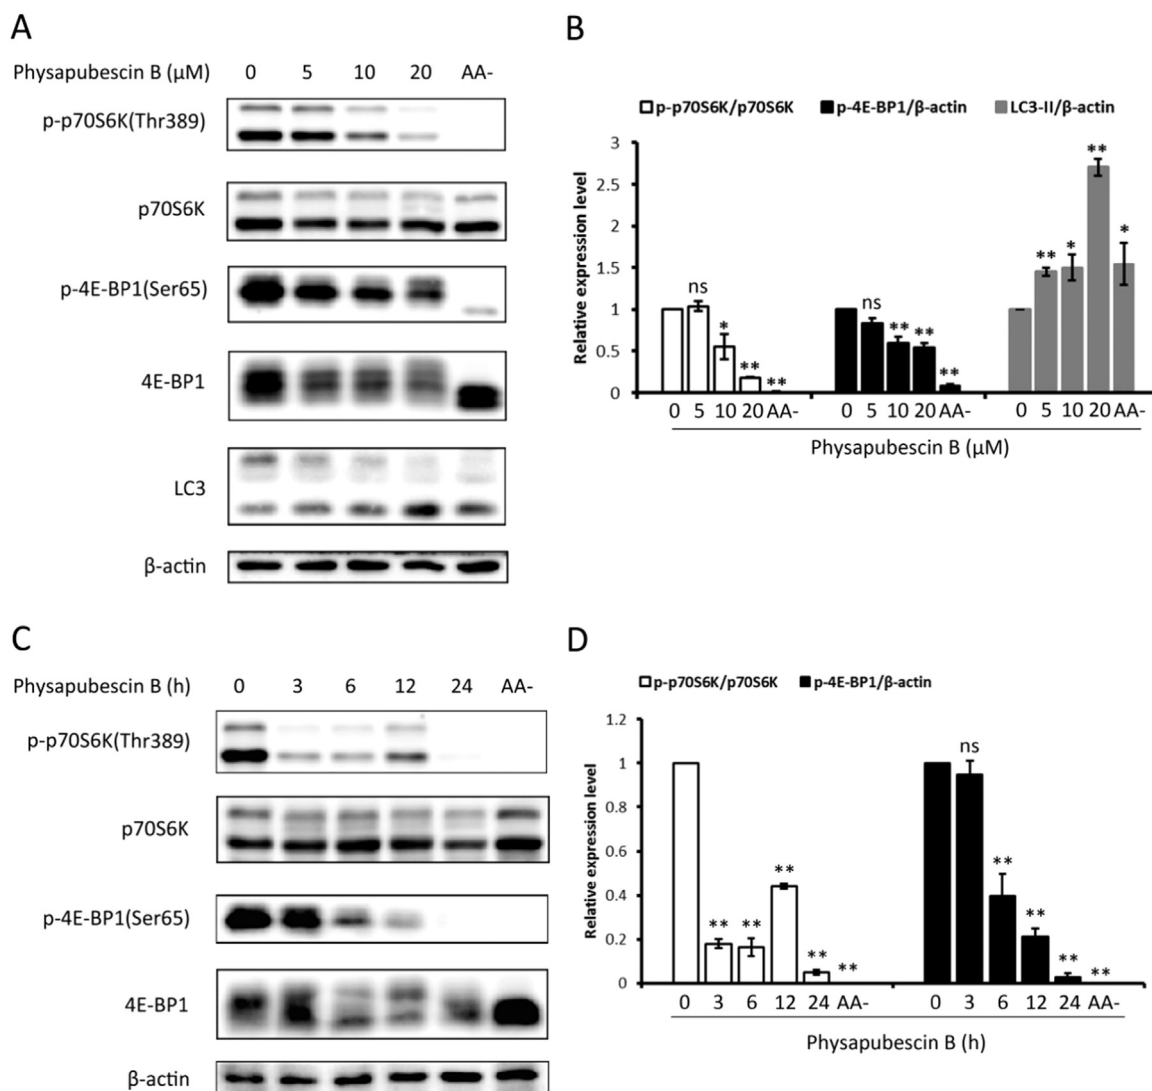 A
Physapubescin B (μM) 0 5 10 20 AA-
p-p70S6K(Thr389)
p70S6K
p-4E-BP1(Ser65)
4E-BP1
LC3
β-actin
B
p-p70S6K/p70S6K p-4E-BP1/β-actin LC3-II/β-actin
Relative expression level
3
2.5
2
1.5
1
0.5
0
ns * ** **
ns ** ** **
** * ** *
0 5 10 20 AA- 0 5 10 20 AA- 0 5 10 20 AA-
Physapubescin B (μM)
C
Physapubescin B (h) 0 3 6 12 24 AA-
p-p70S6K(Thr389)
p70S6K
p-4E-BP1(Ser65)
4E-BP1
β-actin
D
p-p70S6K/p70S6K p-4E-BP1/β-actin
Relative expression level
1.2
1
0.8
0.6
0.4
0.2
0
** ** ** ** **
ns ** ** ** **
0 3 6 12 24 AA- 0 3 6 12 24 AA-
Physapubescin B (h)